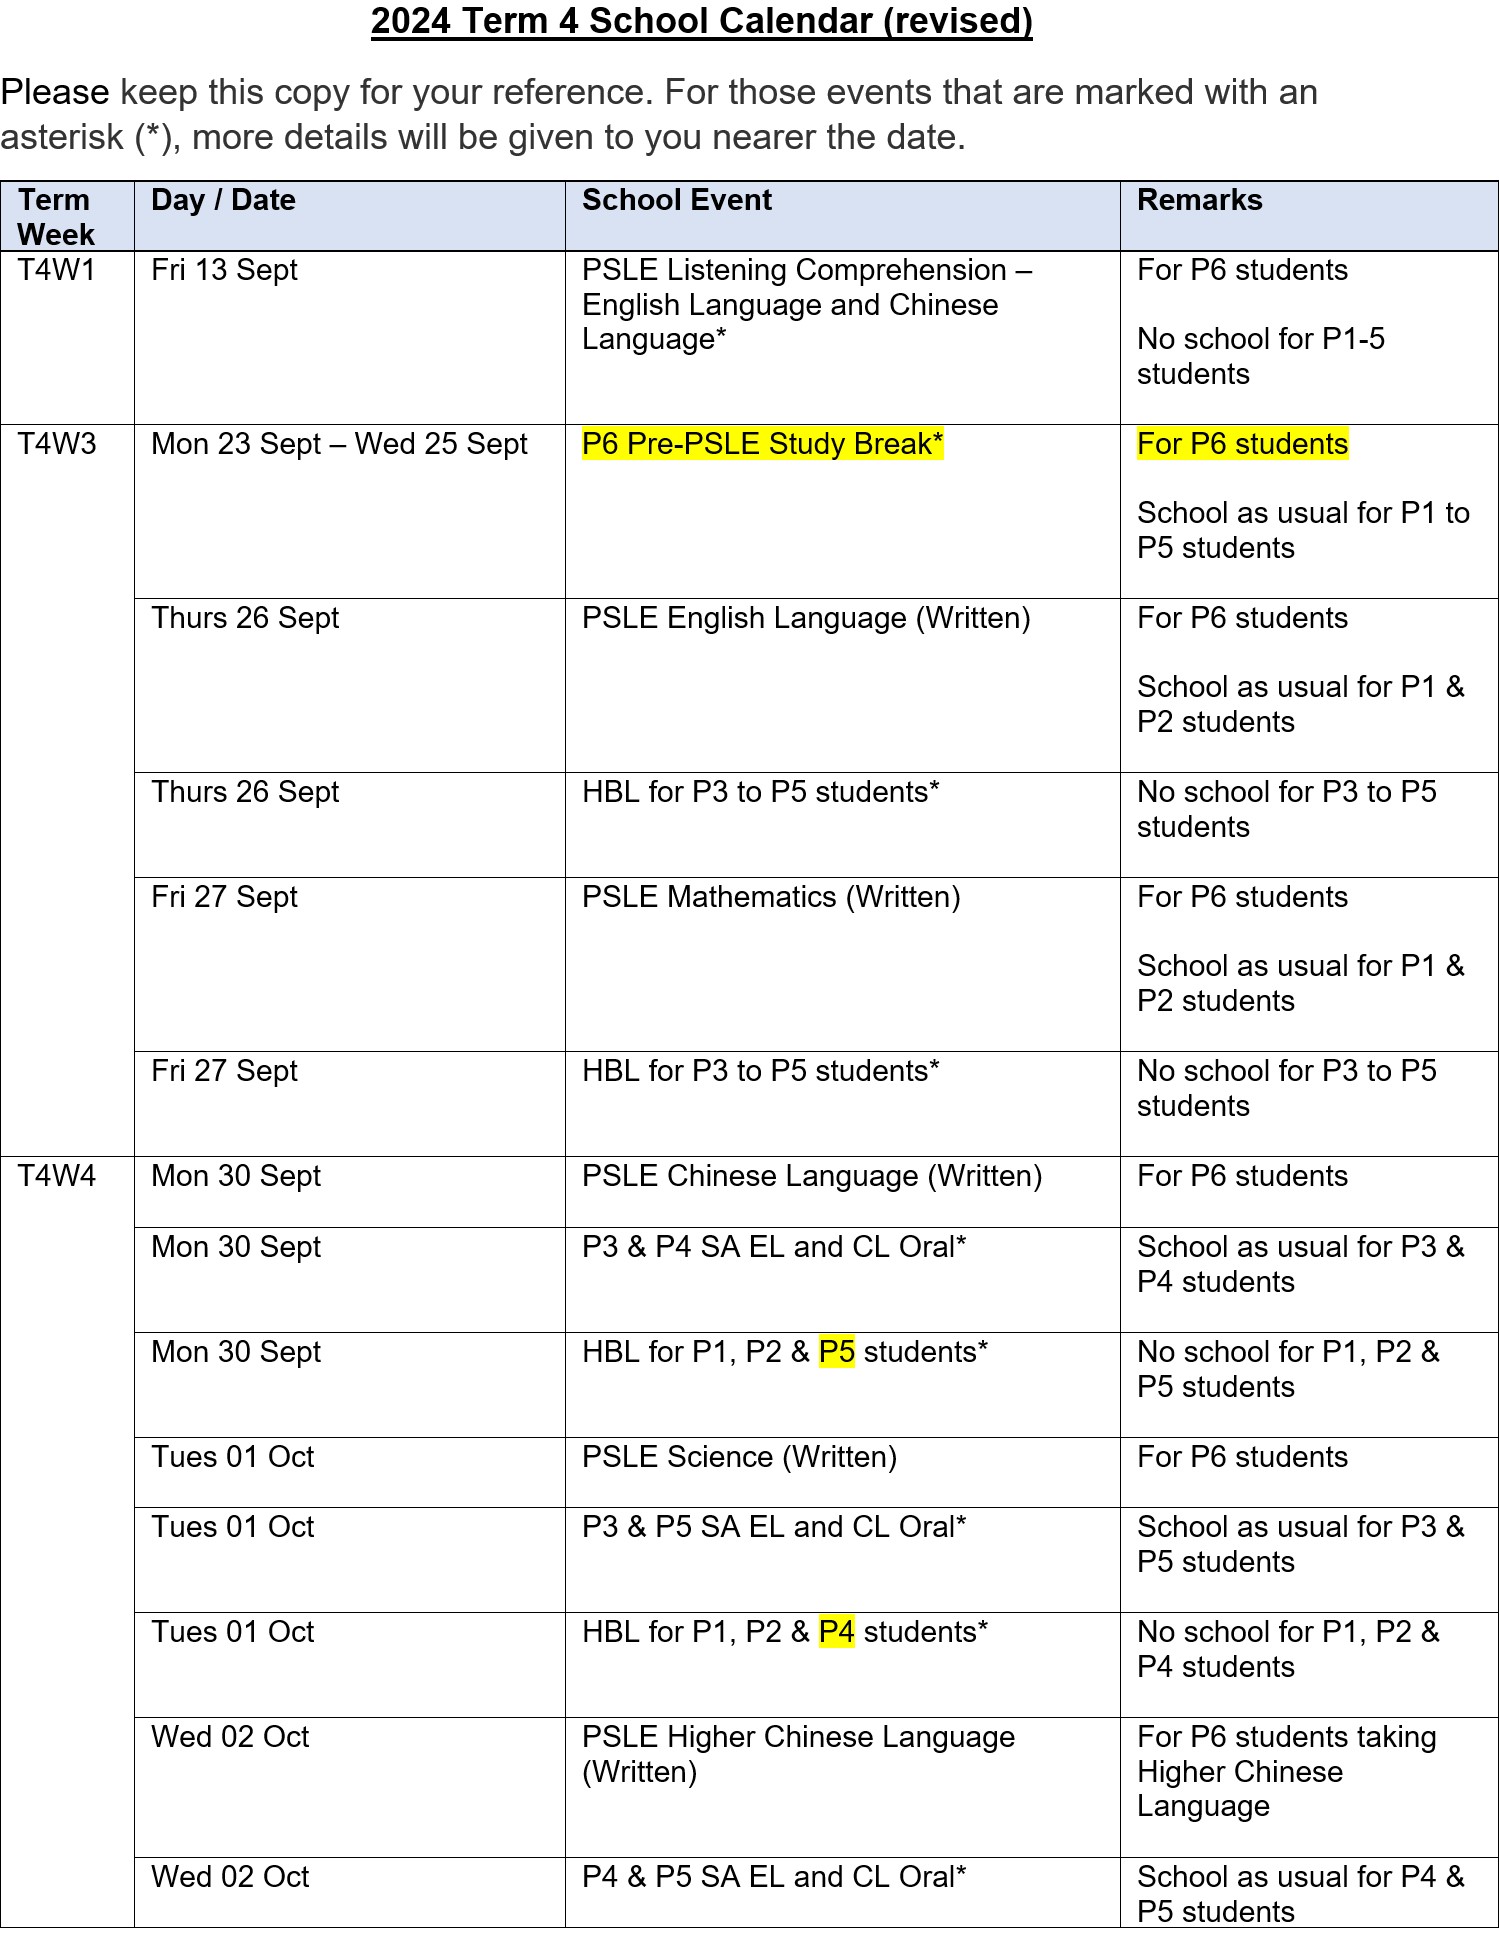 2024 Term 4 School Calendar (revised)
Please keep this copy for your reference. For those events that are marked with an
asterisk (*), more details will be given to you nearer the date.
Term
Week
Day / Date
School Event
Remarks
T4W1
Fri 13 Sept
PSLE Listening Comprehension –
English Language and Chinese
Language*
For P6 students
No school for P1-5
students
T4W3
Mon 23 Sept – Wed 25 Sept
P6 Pre-PSLE Study Break*
For P6 students
School as usual for P1 to
P5 students
Thurs 26 Sept
PSLE English Language (Written)
For P6 students
School as usual for P1 &
P2 students
Thurs 26 Sept
HBL for P3 to P5 students*
No school for P3 to P5
students
Fri 27 Sept
PSLE Mathematics (Written)
For P6 students
School as usual for P1 &
P2 students
Fri 27 Sept
HBL for P3 to P5 students*
No school for P3 to P5
students
T4W4
Mon 30 Sept
PSLE Chinese Language (Written)
For P6 students
Mon 30 Sept
P3 & P4 SA EL and CL Oral*
School as usual for P3 &
P4 students
Mon 30 Sept
HBL for P1, P2 & P5 students*
No school for P1, P2 &
P5 students
Tues 01 Oct
PSLE Science (Written)
For P6 students
Tues 01 Oct
P3 & P5 SA EL and CL Oral*
School as usual for P3 &
P5 students
Tues 01 Oct
HBL for P1, P2 & P4 students*
No school for P1, P2 &
P4 students
Wed 02 Oct
PSLE Higher Chinese Language
(Written)
For P6 students taking
Higher Chinese
Language
Wed 02 Oct
P4 & P5 SA EL and CL Oral*
School as usual for P4 &
P5 students